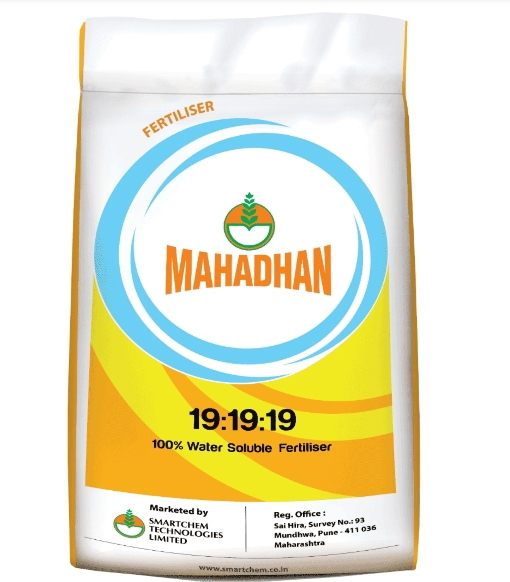 FERTILISER
MAHADHAN
19:19:19
100% Water Soluble Fertiliser
Marketed by
SMARTCHEM
TECHNOLOGIES
LIMITED
Reg. Office :
Sai Hira, Survey No.: 93
Mundhwa, Pune - 411 036
Maharashtra
www.smartchem.co.in